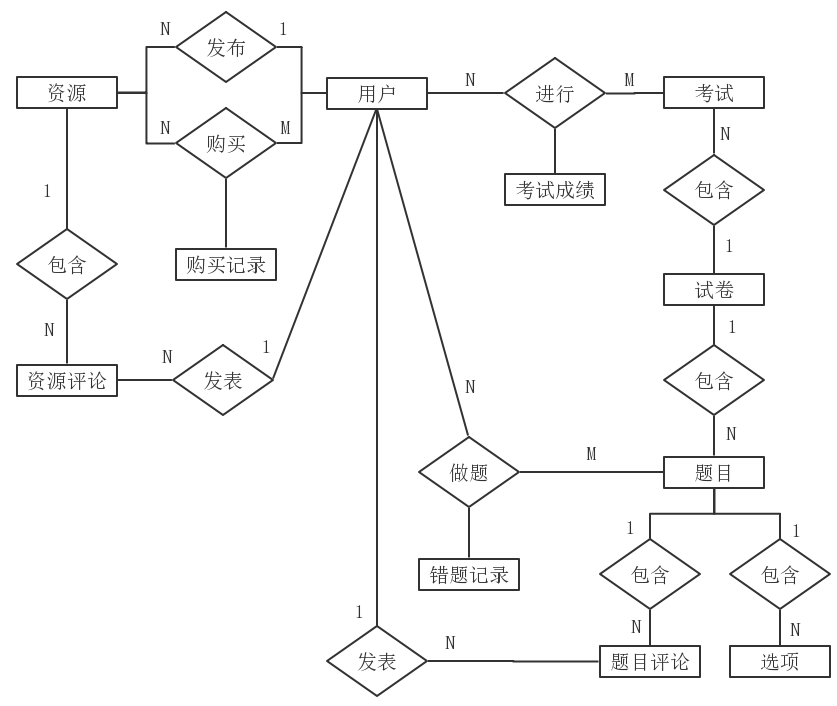 N
发布
1
资源
用户
N
进行
M
考试
N
购买
M
N
考试成绩
包含
1
1
包含
购买记录
试卷
N
1
1
N
发表
资源评论
包含
N
N
做题
M
题目
1
1
错题记录
包含
包含
1
N
N
N
发表
题目评论
选项